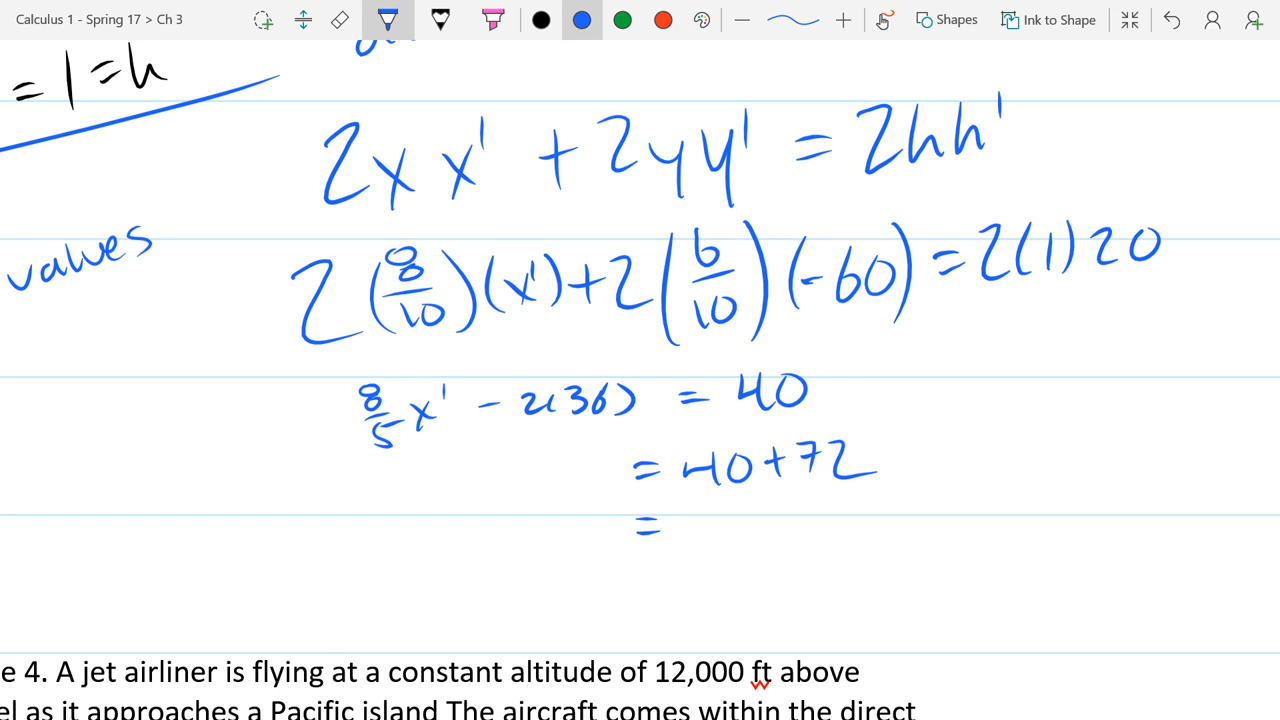 Calculus 1 - Spring 17 > Ch 3
Shapes
Ink to Shape
= 1 = h
2x x' + 2y y' = 2hh'
values
2(8/10)(x') + 2(6/10)(-60) = 2(1)20
8/5 x' - 2(36) = 40
= 40+72
=
e 4. A jet airliner is flying at a constant altitude of 12,000 ft above
el as it approaches a Pacific island The aircraft comes within the direct